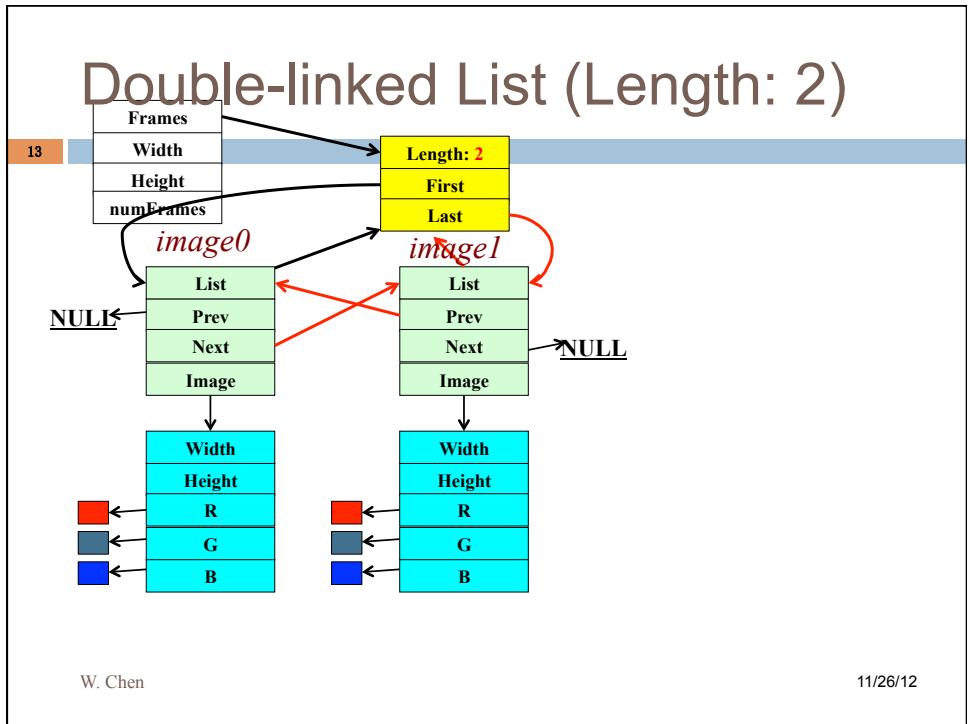 Double-linked List (Length: 2)
13
Frames
Width
Height
numFrames
Length: 2
First
Last
image0
image1
List
Prev
Next
Image
NULL
List
Prev
Next
Image
NULL
Width
Height
R
G
B
Width
Height
R
G
B
W. Chen
11/26/12